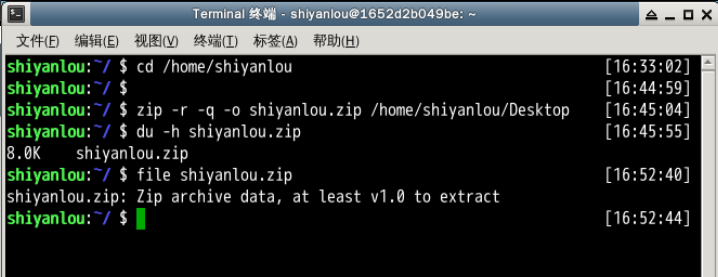 Terminal 终端 - shiyanlou@1652d2b049be: ~
文件(F) 编辑(E) 视图(V) 终端(T) 标签(A) 帮助(H)
shiyanlou:~/ $ cd /home/shiyanlou [16:33:02]
shiyanlou:~/ $ [16:44:59]
shiyanlou:~/ $ zip -r -q -o shiyanlou.zip /home/shiyanlou/Desktop [16:45:04]
shiyanlou:~/ $ du -h shiyanlou.zip [16:45:55]
8.0K shiyanlou.zip
shiyanlou:~/ $ file shiyanlou.zip [16:52:40]
shiyanlou.zip: Zip archive data, at least v1.0 to extract
shiyanlou:~/ $ [16:52:44]